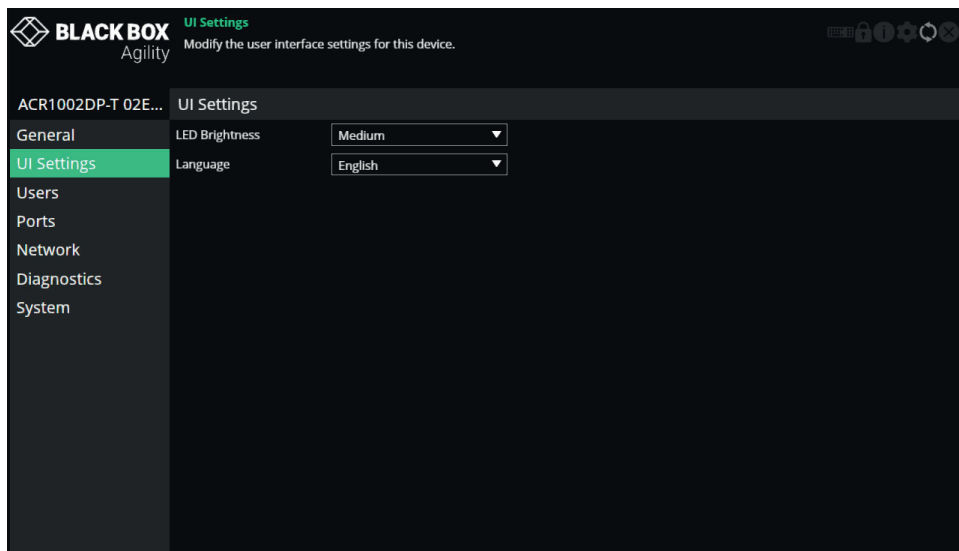 BLACK BOX
Agility
UI Settings
Modify the user interface settings for this device.
ACR1002DP-T 02E...
UI Settings
General
LED Brightness
Medium
UI Settings
Language
English
Users
Ports
Network
Diagnostics
System